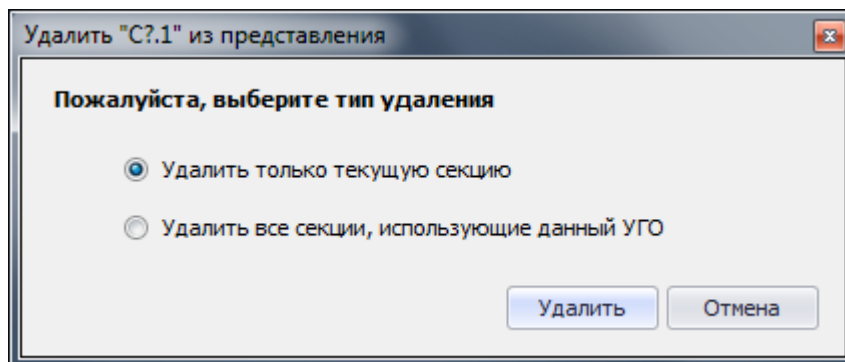 Удалить "C?.1" из представления
Пожалуйста, выберите тип удаления
Удалить только текущую секцию
Удалить все секции, использующие данный УГО
Удалить Отмена